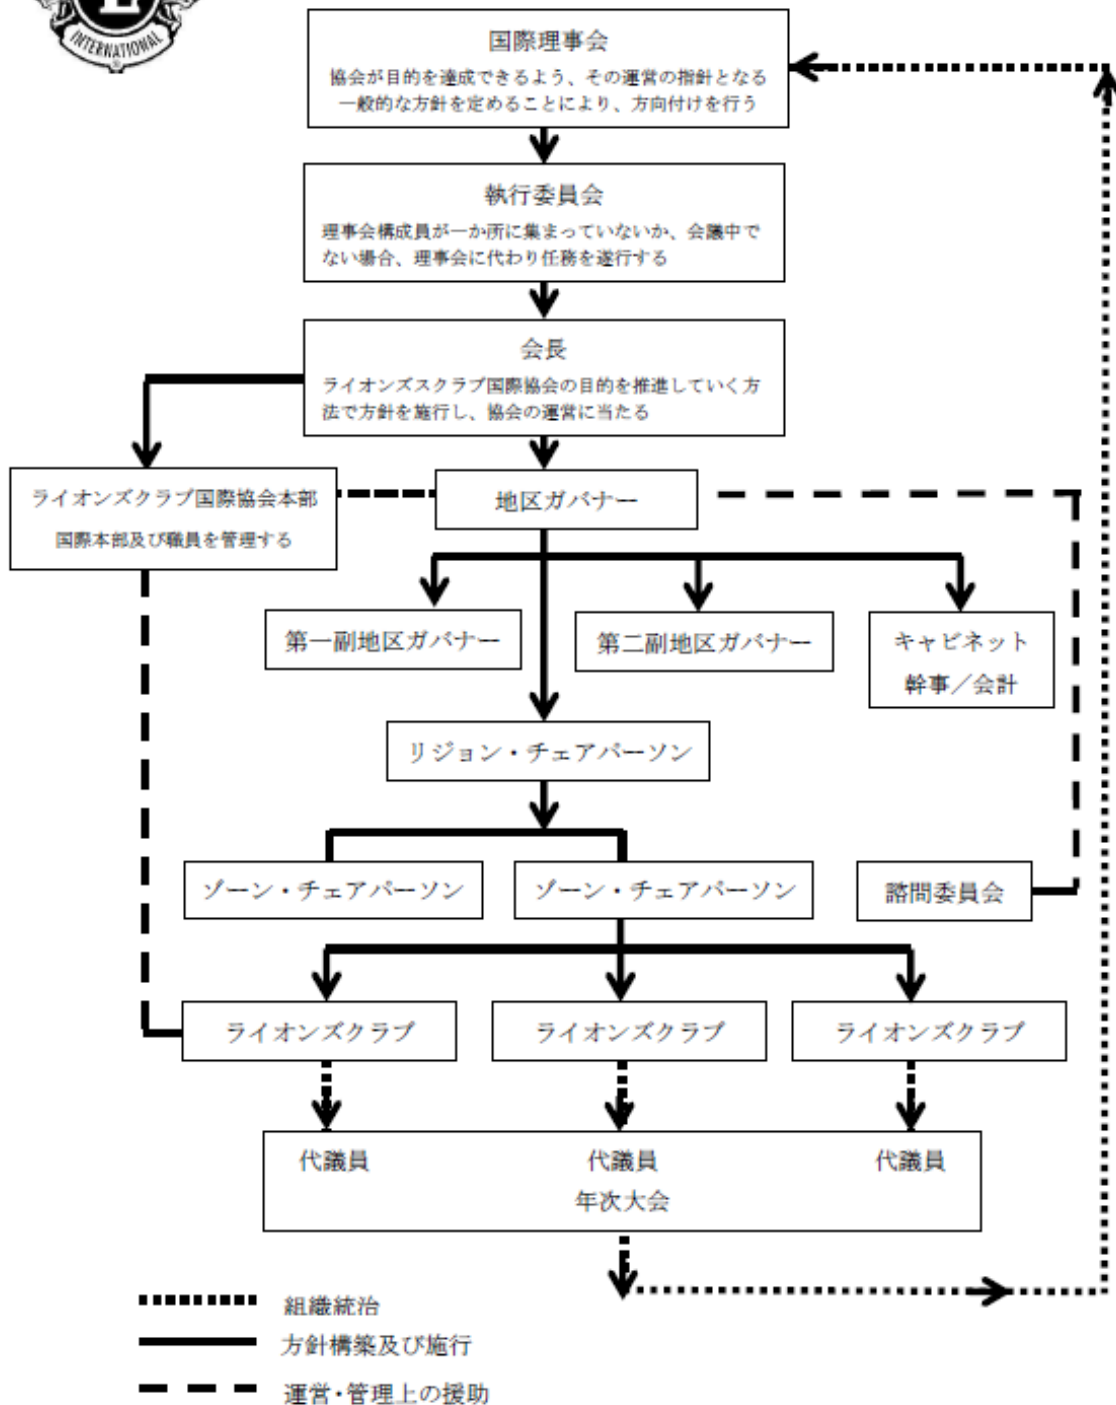 L
INTERNATIONAL
国際理事会
協会が目的を達成できるよう、その運営の指針となる
一般的な方針を定めることにより、方向付けを行う
執行委員会
理事会構成員が一か所に集まっていないか、会議中で
ない場合、理事会に代わり任務を遂行する
会長
ライオンズスクラブ国際協会の目的を推進していく方
法で方針を施行し、協会の運営に当たる
ライオンズクラブ国際協会本部
国際本部及び職員を管理する
地区ガバナー
第一副地区ガバナー
第二副地区ガバナー
キャビネット
幹事／会計
リジョン・チェアパーソン
ゾーン・チェアパーソン
ゾーン・チェアパーソン
諮問委員会
ライオンズクラブ
ライオンズクラブ
ライオンズクラブ
代議員
代議員
代議員
年次大会
組織統治
方針構築及び施行
運営・管理上の援助